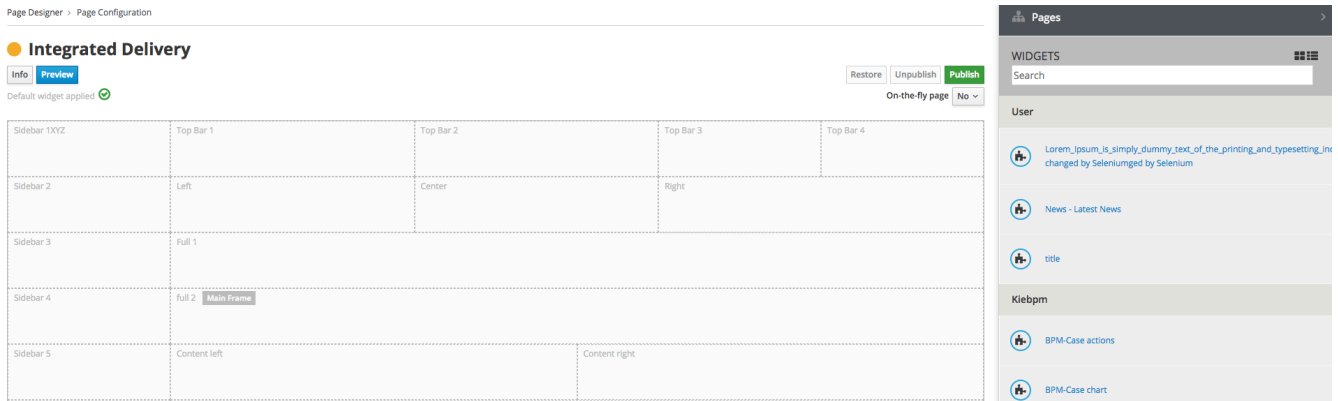 Page Designer > Page Configuration
Integrated Delivery
Info Preview
Restore Unpublish Publish
Default widget applied
On-the-fly page No
Sidebar 1XYZ Top Bar 1 Top Bar 2 Top Bar 3 Top Bar 4
Sidebar 2 Left Center Right
Sidebar 3 Full 1
Sidebar 4 full 2 Main Frame
Sidebar 5 Content left Content right
Pages
WIDGETS
Search
User
Lorem_Ipsum_is_simply_dummy_text_of_the_printing_and_typesetting_inc
changed by Seleniumged by Selenium
News - Latest News
title
Kiebpm
BPM-Case actions
BPM-Case chart